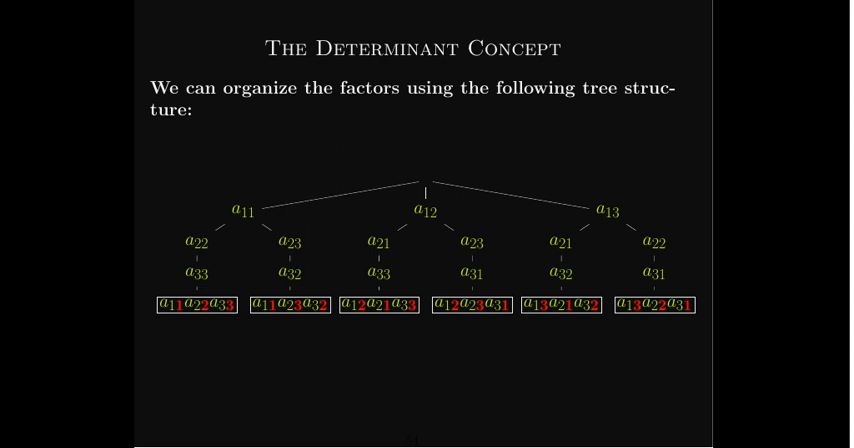 THE DETERMINANT CONCEPT
We can organize the factors using the following tree struc-
ture:
a11 a12 a13
a22 a23 a21 a23 a21 a22
a33 a32 a33 a31 a32 a31
a11a22a33 a11a23a32 a12a21a33 a12a23a31 a13a21a32 a13a22a31